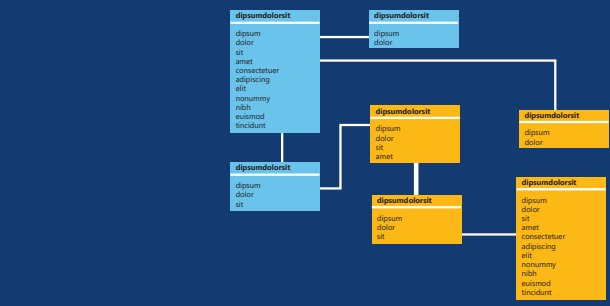 dipsumdolorsit
dipsum
dolor
sit
amet
consectetuer
adipiscing
elit
nonummy
nibh
euismod
tincidunt
dipsumdolorsit
dipsum
dolor
dipsumdolorsit
dipsum
dolor
sit
amet
dipsumdolorsit
dipsum
dolor
dipsumdolorsit
dipsum
dolor
sit
dipsumdolorsit
dipsum
dolor
sit
dipsumdolorsit
dipsum
dolor
sit
amet
consectetuer
adipiscing
elit
nonummy
nibh
euismod
tincidunt